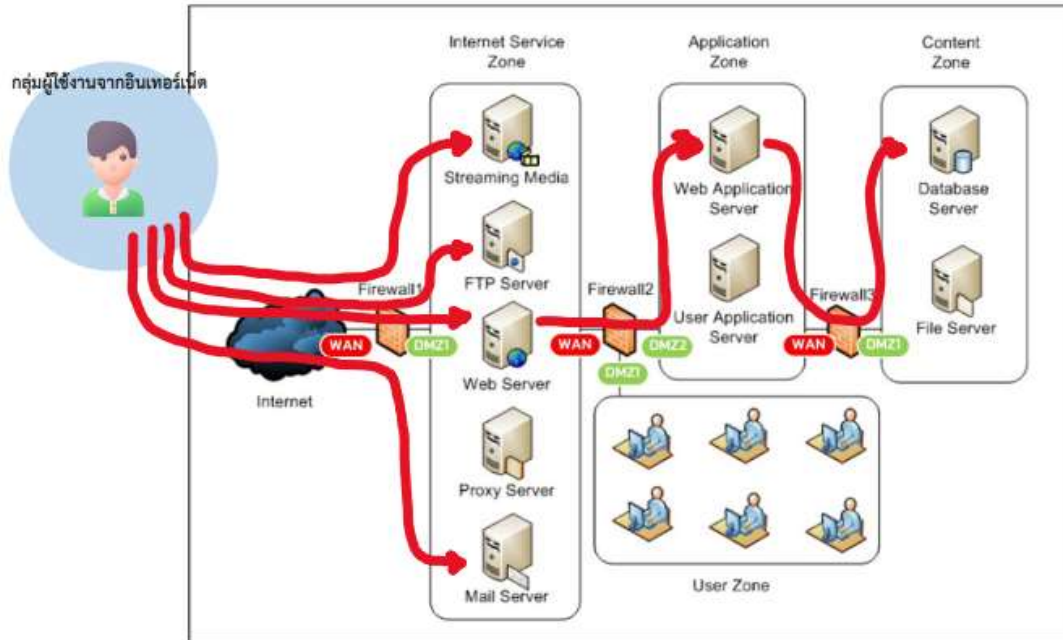 กลุ่มผู้ใช้งานจากอินเทอร์เน็ต
Internet Service
Zone
Application
Zone
Content
Zone
Streaming Media
Web Application
Server
Database
Server
FTP Server
Firewall1
Firewall2
User Application
Server
Firewall3
File Server
WAN
DMZ1
WAN
DMZ2
WAN
DMZ1
DMZ1
Web Server
Internet
Proxy Server
Mail Server
User Zone